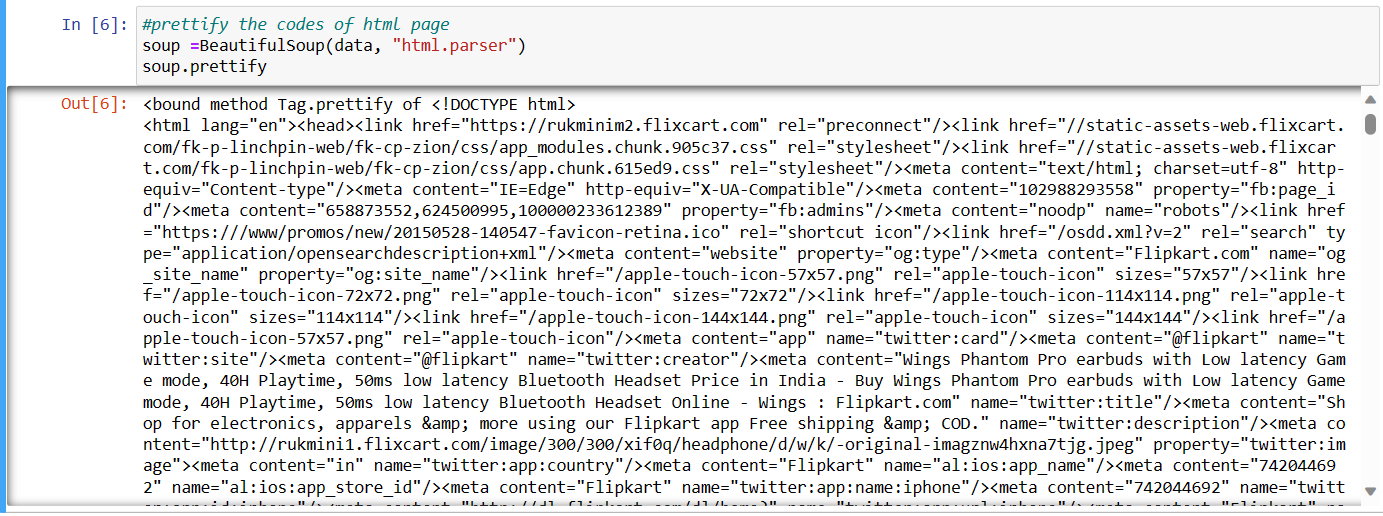 In [6]: #prettify the codes of html page
soup =BeautifulSoup(data, "html.parser")
soup.prettify
Out[6]: <bound method Tag.prettify of <!DOCTYPE html>
<html lang="en"><head><link href="https://rukminim2.flixcart.com" rel="preconnect"/><link href="//static-assets-web.flixcart.
com/fk-p-linchpin-web/fk-cp-zion/css/app_modules.chunk.905c37.css" rel="stylesheet"/><link href="//static-assets-web.flixcar
t.com/fk-p-linchpin-web/fk-cp-zion/css/app.chunk.615ed9.css" rel="stylesheet"/><meta content="text/html; charset=utf-8" http-
equiv="Content-type"/><meta content="IE=Edge" http-equiv="X-UA-Compatible"/><meta content="102988293558" property="fb:page_i
d"/><meta content="658873552,624500995,100000233612389" property="fb:admins"/><meta content="noodp" name="robots"/><link href
="https:///www/promos/new/20150528-140547-favicon-retina.ico" rel="shortcut icon"/><link href="/osdd.xml?v=2" rel="search" ty
pe="application/opensearchdescription+xml"/><meta content="website" property="og:type"/><meta content="Flipkart.com" name="og
_site_name" property="og:site_name"/><link href="/apple-touch-icon-57x57.png" rel="apple-touch-icon" sizes="57x57"/><link hre
f="/apple-touch-icon-72x72.png" rel="apple-touch-icon" sizes="72x72"/><link href="/apple-touch-icon-114x114.png" rel="apple-t
ouch-icon" sizes="114x114"/><link href="/apple-touch-icon-144x144.png" rel="apple-touch-icon" sizes="144x144"/><link href="/a
pple-touch-icon-57x57.png" rel="apple-touch-icon"/><meta content="app" name="twitter:card"/><meta content="@flipkart" name="t
witter:site"/><meta content="@flipkart" name="twitter:creator"/><meta content="Wings Phantom Pro earbuds with Low latency Gam
e mode, 40H Playtime, 50ms low latency Bluetooth Headset Price in India - Buy Wings Phantom Pro earbuds with Low latency Game
mode, 40H Playtime, 50ms low latency Bluetooth Headset Online - Wings : Flipkart.com" name="twitter:title"/><meta content="Sh
op for electronics, apparels &amp; more using our Flipkart app Free shipping &amp; COD." name="twitter:description"/><meta co
ntent="http://rukmini1.flixcart.com/image/300/300/xif0q/headphone/d/w/k/-original-imagznw4hxna7tjg.jpeg" property="twitter:im
age"><meta content="in" name="twitter:app:country"/><meta content="Flipkart" name="al:ios:app_name"/><meta content="74204469
2" name="al:ios:app_store_id"/><meta content="Flipkart" name="twitter:app:name:iphone"/><meta content="742044692" name="twitt